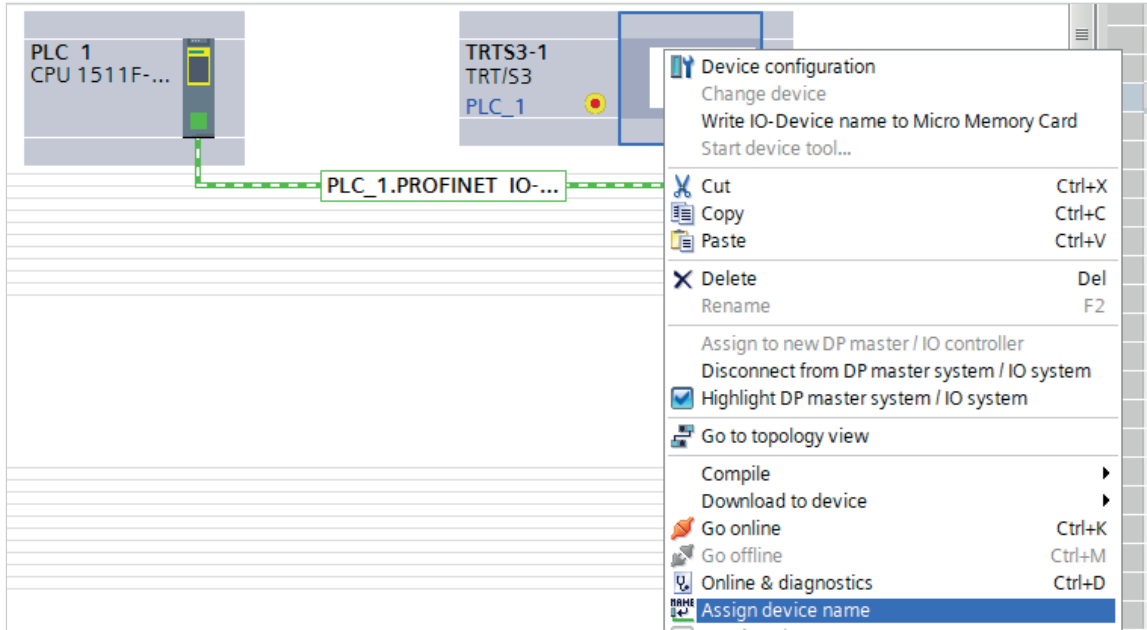 PLC_1
CPU 1511F-...
TRTS3-1
TRT/S3
PLC_1
PLC_1.PROFINET IO-...
Device configuration
Change device
Write IO-Device name to Micro Memory Card
Start device tool...
Cut Ctrl+X
Copy Ctrl+C
Paste Ctrl+V
Delete Del
Rename F2
Assign to new DP master / IO controller
Disconnect from DP master system / IO system
Highlight DP master system / IO system
Go to topology view
Compile
Download to device
Go online Ctrl+K
Go offline Ctrl+M
Online & diagnostics Ctrl+D
NAME Assign device name